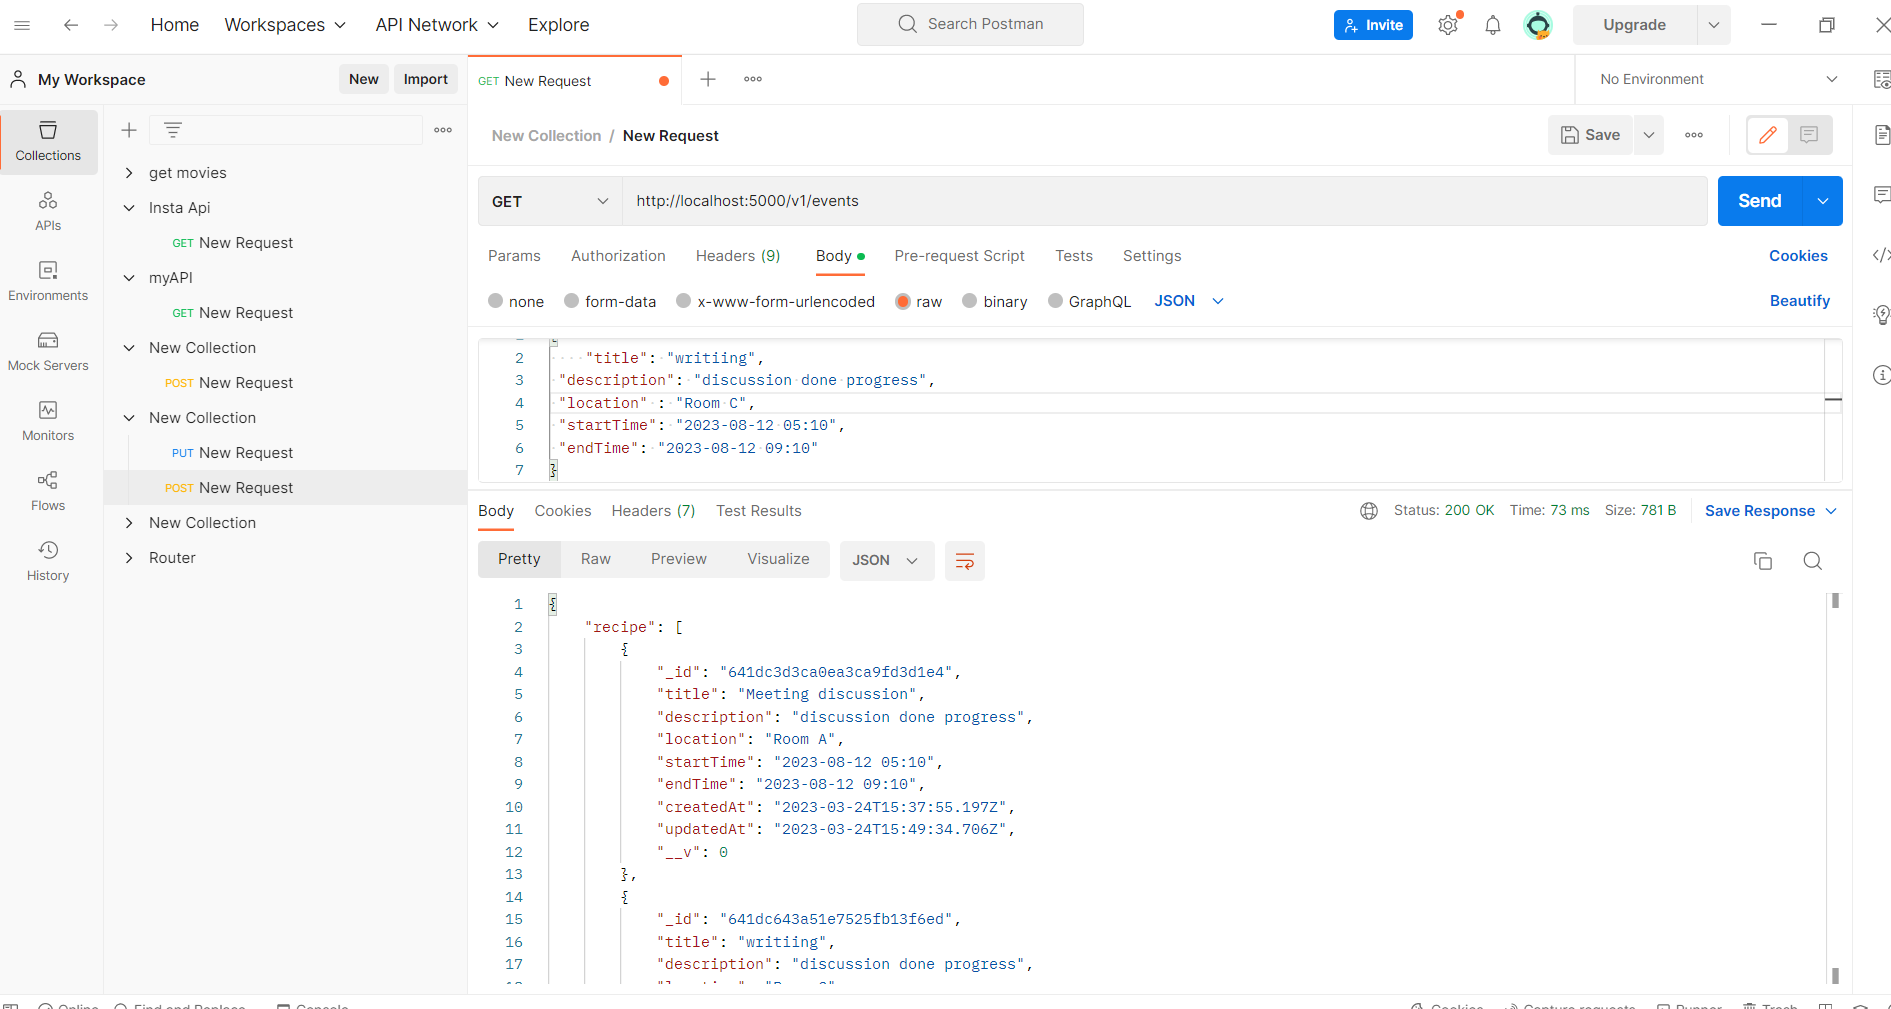 Home Workspaces API Network Explore Search Postman Invite Upgrade
My Workspace New Import GET New Request No Environment
New Collection / New Request Save
Collections
APIs
Environments
Mock Servers
Monitors
Flows
History
get movies
Insta Api
GET New Request
myAPI
GET New Request
New Collection
POST New Request
New Collection
PUT New Request
POST New Request
New Collection
Router
GET http://localhost:5000/v1/events Send
Params Authorization Headers (9) Body Pre-request Script Tests Settings Cookies
none form-data x-www-form-urlencoded raw binary GraphQL JSON Beautify
2 "title": "writiing",
3 "description": "discussion done progress",
4 "location" : "Room C",
5 "startTime": "2023-08-12 05:10",
6 "endTime": "2023-08-12 09:10"
7 }
Body Cookies Headers (7) Test Results Status: 200 OK Time: 73 ms Size: 781 B Save Response
Pretty Raw Preview Visualize JSON
1 {
2 "recipe": [
3 {
4 "_id": "641dc3d3ca0ea3ca9fd3d1e4",
5 "title": "Meeting discussion",
6 "description": "discussion done progress",
7 "location": "Room A",
8 "startTime": "2023-08-12 05:10",
9 "endTime": "2023-08-12 09:10",
10 "createdAt": "2023-03-24T15:37:55.197Z",
11 "updatedAt": "2023-03-24T15:49:34.706Z",
12 "__v": 0
13 },
14 {
15 "_id": "641dc643a51e7525fb13f6ed",
16 "title": "writiing",
17 "description": "discussion done progress",
Online Find and Replace Console Cookies Capture requests Runner Trash